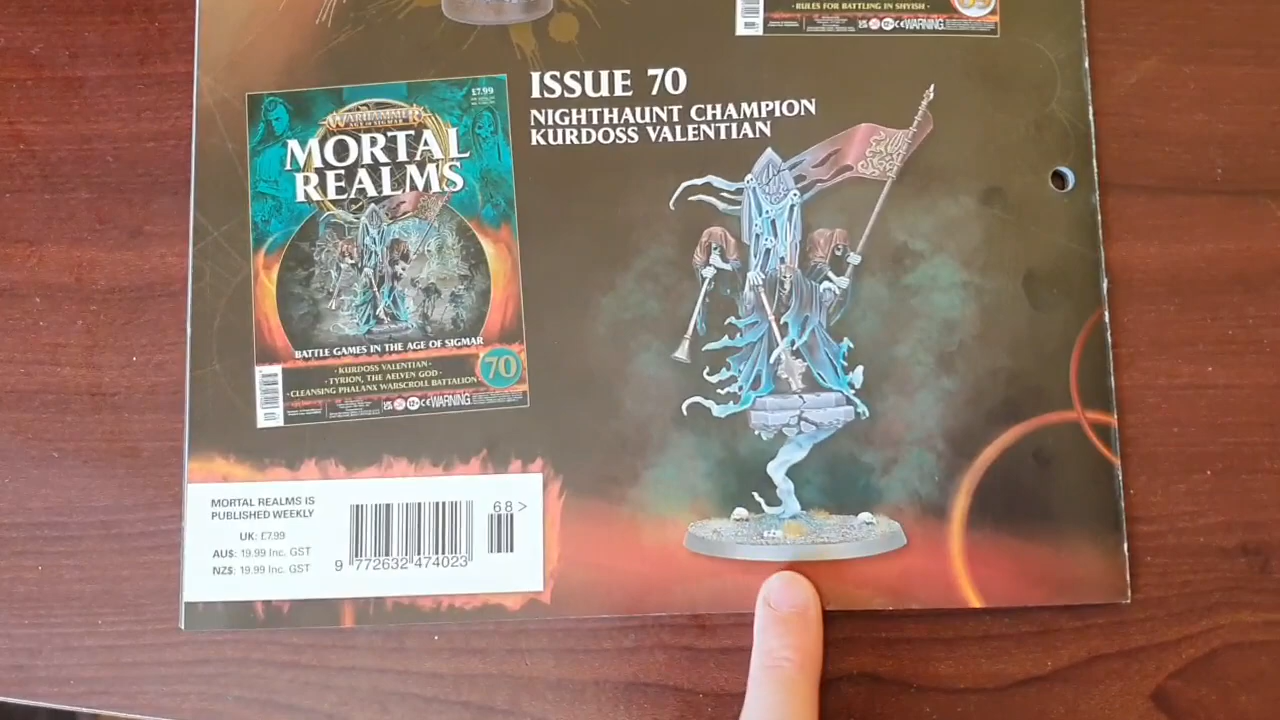 · RULES FOR BATTLING IN SHYISH ·
WARNING
ISSUE 70
NIGHTHAUNT CHAMPION
KURDOSS VALENTIAN
£7.99
WARHAMMER
AGE OF SIGMAR
MORTAL
REALMS
BATTLE GAMES IN THE AGE OF SIGMAR
· KURDOSS VALENTIAN ·
· TYRION, THE AELVEN GOD ·
· CLEANSING PHALANX WARSCROLL BATTALION ·
70
12+ CE WARNING
MORTAL REALMS IS
PUBLISHED WEEKLY
UK: £7.99
AU$: 19.99 Inc. GST
NZ$: 19.99 Inc. GST
68 >
9 772632 474023